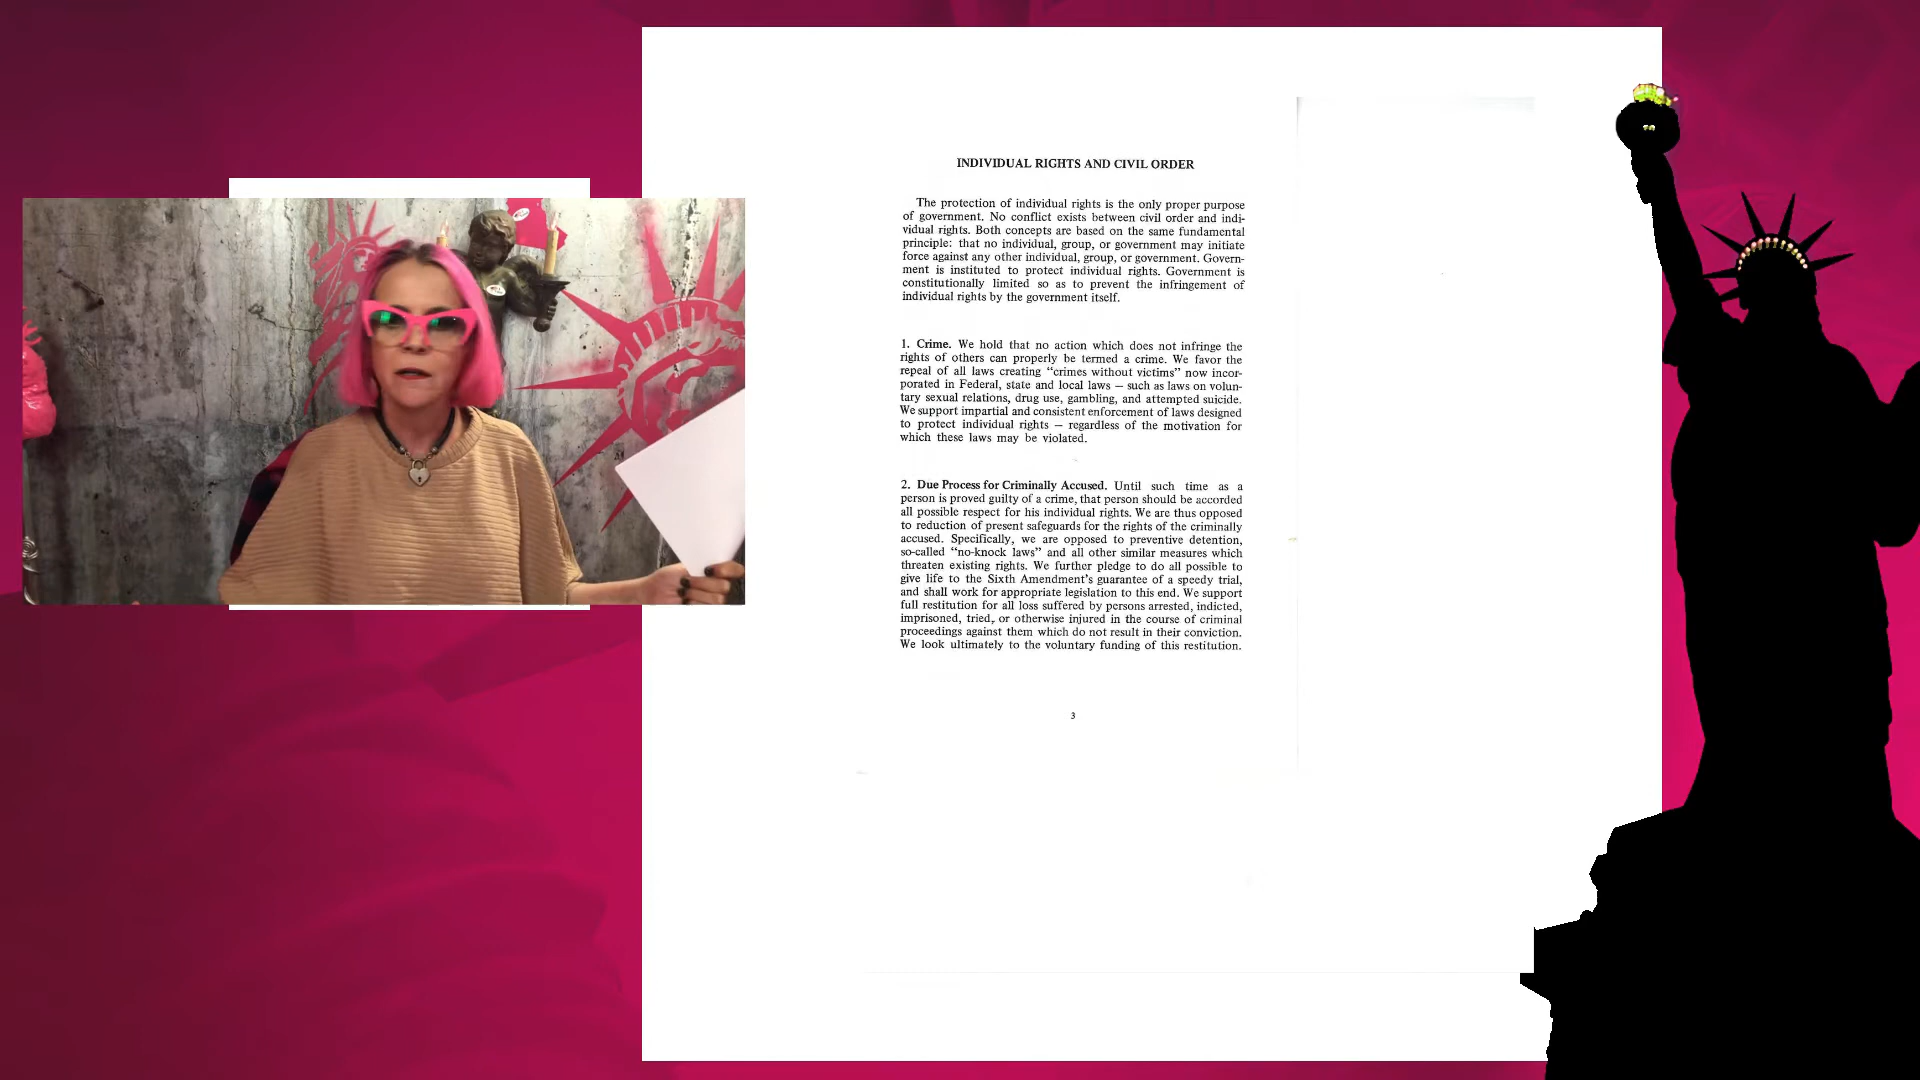 INDIVIDUAL RIGHTS AND CIVIL ORDER
The protection of individual rights is the only proper purpose
of government. No conflict exists between civil order and indi-
vidual rights. Both concepts are based on the same fundamental
principle: that no individual, group, or government may initiate
force against any other individual, group, or government. Govern-
ment is instituted to protect individual rights. Government is
constitutionally limited so as to prevent the infringement of
individual rights by the government itself.
1. Crime. We hold that no action which does not infringe the
rights of others can properly be termed a crime. We favor the
repeal of all laws creating “crimes without victims” now incor-
porated in Federal, state and local laws — such as laws on volun-
tary sexual relations, drug use, gambling, and attempted suicide.
We support impartial and consistent enforcement of laws designed
to protect individual rights — regardless of the motivation for
which these laws may be violated.
2. Due Process for Criminally Accused. Until such time as a
person is proved guilty of a crime, that person should be accorded
all possible respect for his individual rights. We are thus opposed
to reduction of present safeguards for the rights of the criminally
accused. Specifically, we are opposed to preventive detention,
so-called “no-knock laws” and all other similar measures which
threaten existing rights. We further pledge to do all possible to
give life to the Sixth Amendment’s guarantee of a speedy trial,
and shall work for appropriate legislation to this end. We support
full restitution for all loss suffered by persons arrested, indicted,
imprisoned, tried, or otherwise injured in the course of criminal
proceedings against them which do not result in their conviction.
We look ultimately to the voluntary funding of this restitution.
3